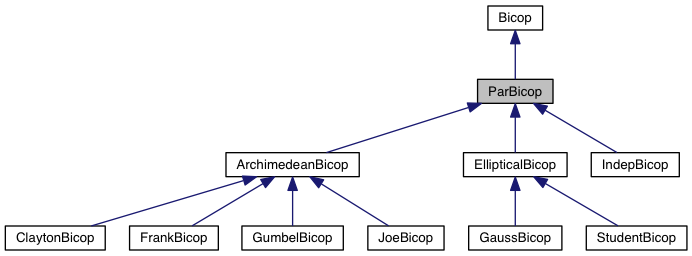 Bicop
ParBicop
ArchimedeanBicop
EllipticalBicop
IndepBicop
ClaytonBicop
FrankBicop
GumbelBicop
JoeBicop
GaussBicop
StudentBicop